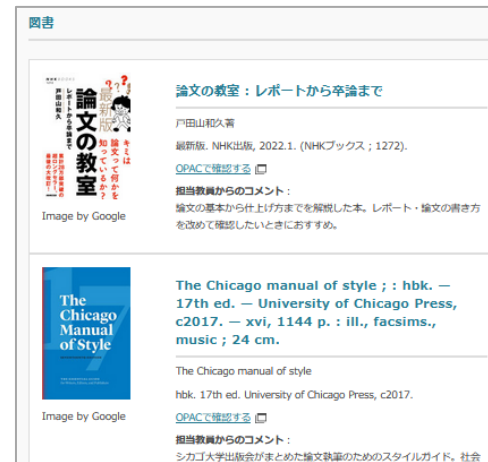 図書
最新版
論文の教室
レポートから卒論まで
戸田山和久
キミは
論文って何かを
知っているか?
Image by Google
論文の教室：レポートから卒論まで
戸田山和久著
最新版. NHK出版, 2022.1. (NHKブックス ; 1272).
OPACで確認する
担当教員からのコメント：
論文の基本から仕上げ方までを解説した本。レポート・論文の書き方
を改めて確認したいときにおすすめ。
17
The
Chicago
Manual
of Style
Image by Google
The Chicago manual of style ; : hbk. —
17th ed. — University of Chicago Press,
c2017. — xvi, 1144 p. : ill., facsims.,
music ; 24 cm.
The Chicago manual of style
hbk. 17th ed. University of Chicago Press, c2017.
OPACで確認する
担当教員からのコメント：
シカゴ大学出版会がまとめた論文執筆のためのスタイルガイド。社会